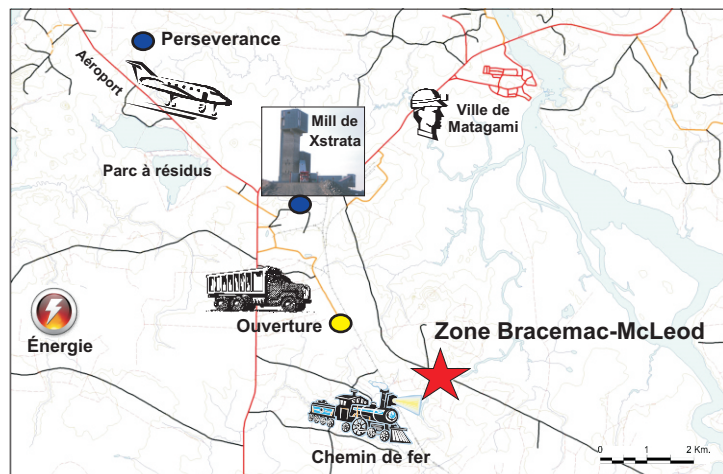 Perseverance
Aéroport
Mill de
Xstrata
Ville de
Matagami
Parc à résidus
Ouverture
Énergie
Zone Bracemac-McLeod
Chemin de fer
0 1 2 Km.